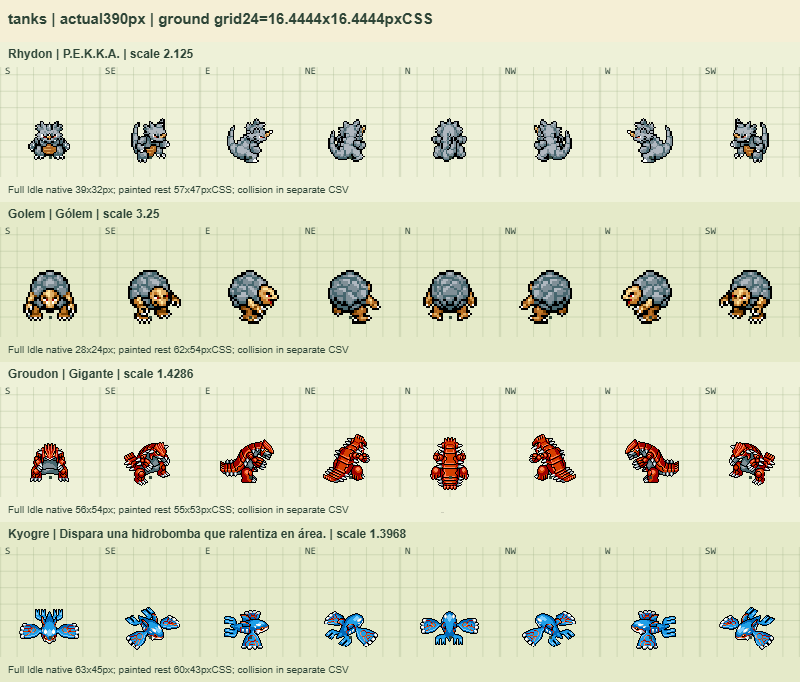 tanks | actual390px | ground grid24=16.4444x16.4444pxCSS
Rhydon | P.E.K.K.A. | scale 2.125
S SE E NE N NW W SW
Full Idle native 39x32px; painted rest 57x47pxCSS; collision in separate CSV
Golem | Gólem | scale 3.25
S SE E NE N NW W SW
Full Idle native 28x24px; painted rest 62x54pxCSS; collision in separate CSV
Groudon | Gigante | scale 1.4286
S SE E NE N NW W SW
Full Idle native 56x54px; painted rest 55x53pxCSS; collision in separate CSV
Kyogre | Dispara una hidrobomba que ralentiza en área. | scale 1.3968
S SE E NE N NW W SW
Full Idle native 63x45px; painted rest 60x43pxCSS; collision in separate CSV